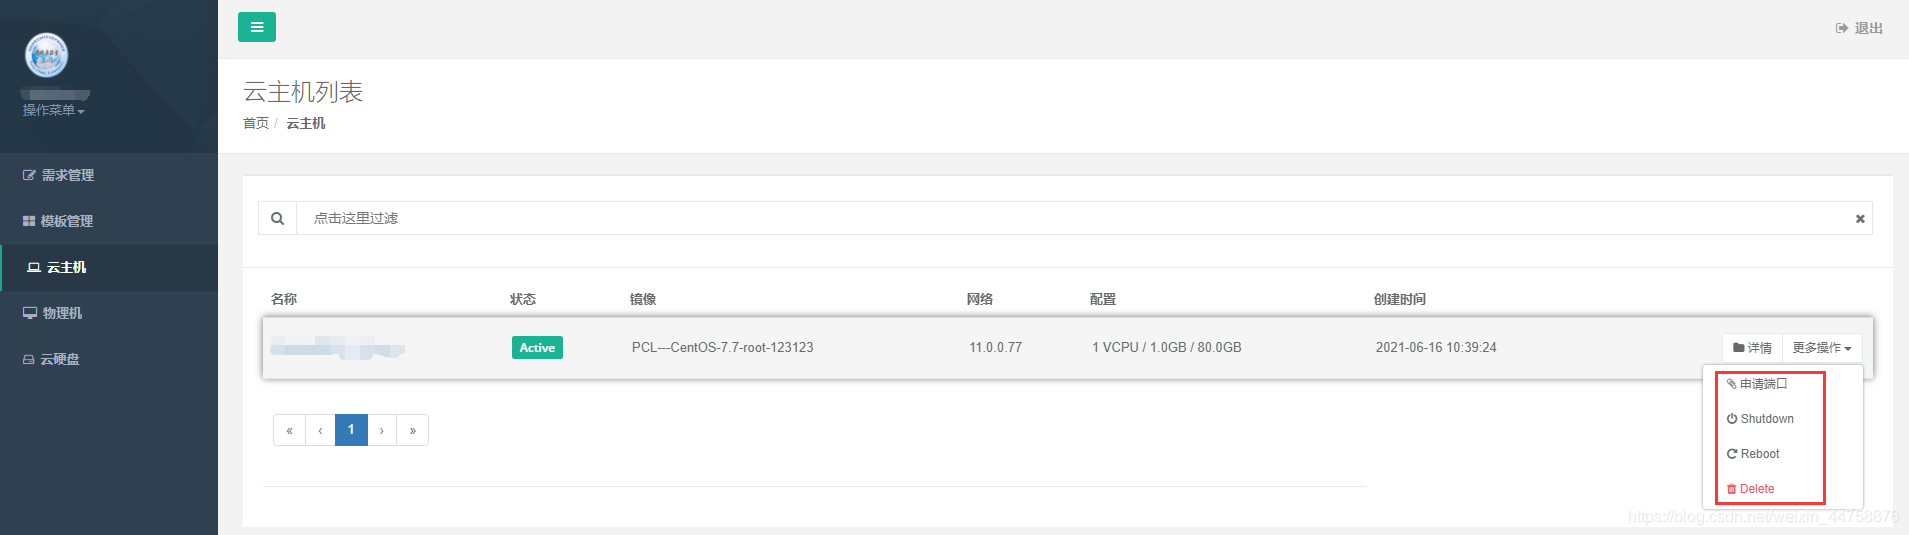 退出
操作菜单
云主机列表
首页 / 云主机
需求管理
模板管理
云主机
物理机
云硬盘
点击这里过滤
名称 状态 镜像 网络 配置 创建时间
Active PCL---CentOS-7.7-root-123123 11.0.0.77 1 VCPU / 1.0GB / 80.0GB 2021-06-16 10:39:24 详情 更多操作
申请端口
Shutdown
Reboot
Delete
« ‹ 1 › »
https://blog.csdn.net/weixin_44758876